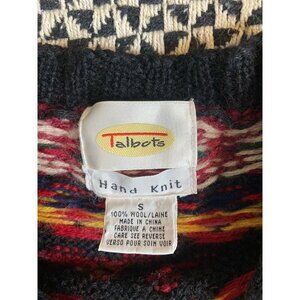 Talbots
Hand Knit
S
100% WOOL/LAINE
MADE IN CHINA
FABRIQUE A CHINE
CARE SEE REVERSE
VERSO POUR SOIN VOIR